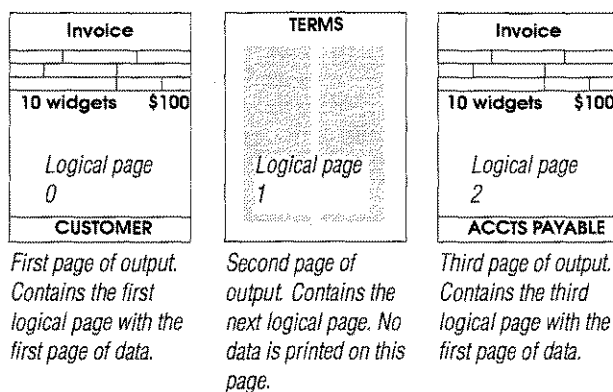 Invoice
10 widgets $100
Logical page
0
CUSTOMER
First page of output.
Contains the first
logical page with the
first page of data.
TERMS
Logical page
1
Second page of
output. Contains the
next logical page. No
data is printed on this
page.
Invoice
10 widgets $100
Logical page
2
ACCTS PAYABLE
Third page of output.
Contains the third
logical page with the
first page of data.